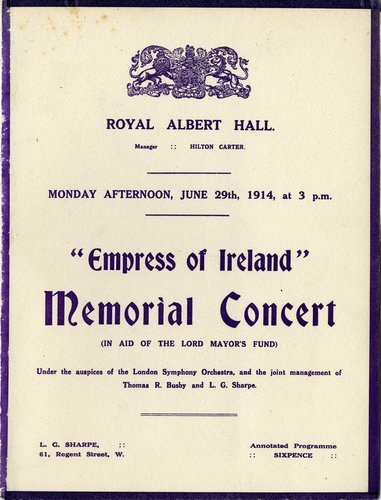 ROYAL ALBERT HALL.
Manager :: HILTON CARTER.
MONDAY AFTERNOON, JUNE 29th, 1914, at 3 p.m.
"Empress of Ireland"
Memorial Concert
(IN AID OF THE LORD MAYOR'S FUND)
Under the auspices of the London Symphony Orchestra, and the joint management of
Thomas R. Busby and L. G. Sharpe.
L. G. SHARPE, ::
61, Regent Street, W.
Annotated Programme
:: SIXPENCE ::